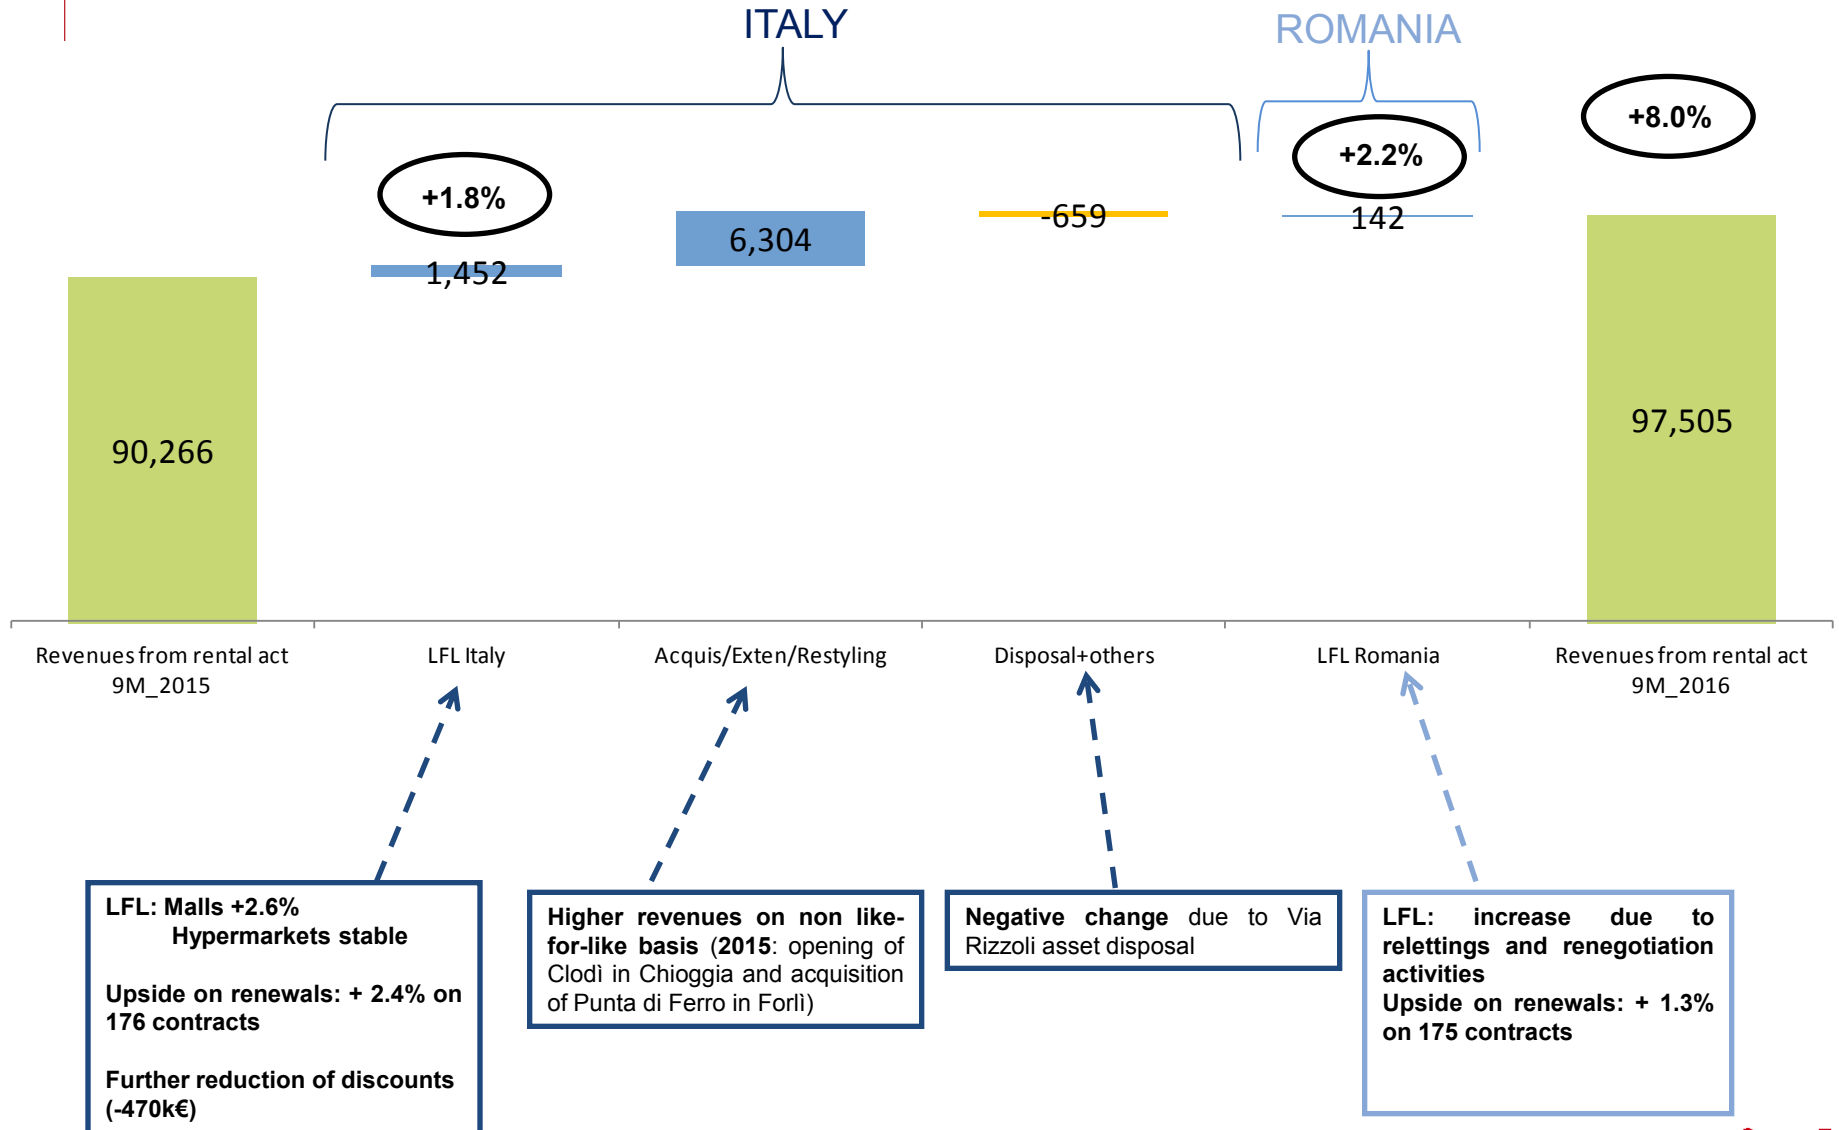 ITALY
ROMANIA
+8.0%
+2.2%
+1.8%
-659
142
6,304
1,452
90,266
97,505
Revenues from rental act
9M_2015
LFL Italy
Acquis/Exten/Restyling
Disposal+others
LFL Romania
Revenues from rental act
9M_2016
LFL: Malls +2.6%
Hypermarkets stable
Upside on renewals: + 2.4% on
176 contracts
Further reduction of discounts
(-470k€)
Higher revenues on non like-
for-like basis (2015: opening of
Clodì in Chioggia and acquisition
of Punta di Ferro in Forlì)
Negative change due to Via
Rizzoli asset disposal
LFL: increase due to
relettings and renegotiation
activities
Upside on renewals: + 1.3%
on 175 contracts